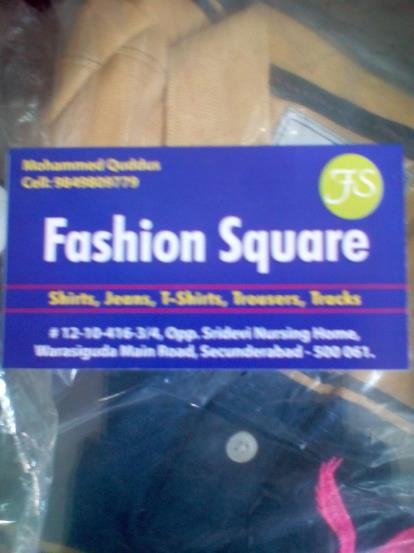 Mohammed Quddus
Cell: 9849809779
FS
Fashion Square
Shirts, Jeans, T-Shirts, Trousers, Tracks
# 12-10-416-3/4, Opp. Sridevi Nursing Home,
Warasiguda Main Road, Secunderabad - 500 061.